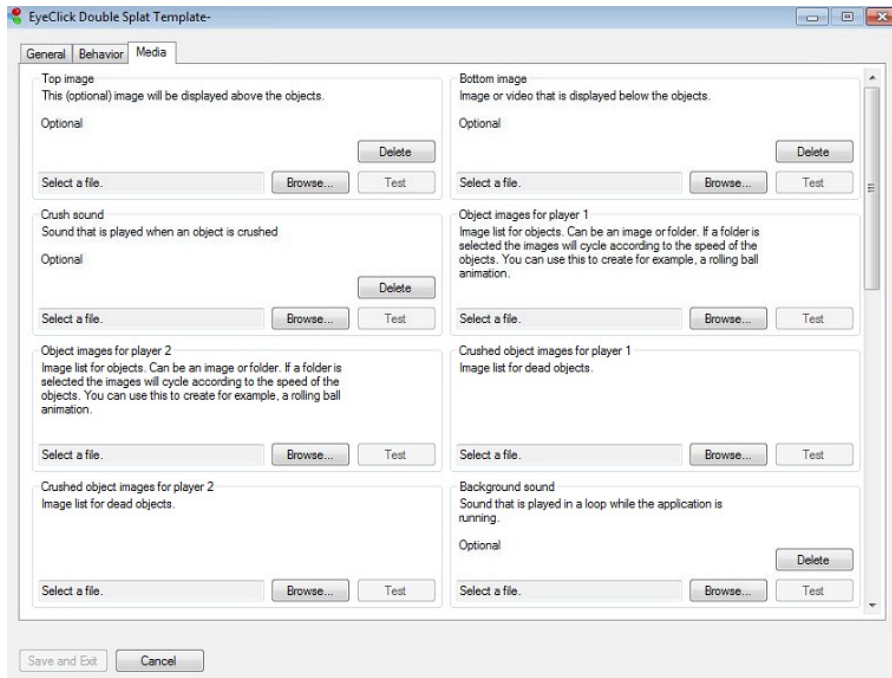 EyeClick Double Splat Template-
General Behavior Media
Top image
This (optional) image will be displayed above the objects.
Optional
Delete
Select a file. Browse... Test
Bottom image
Image or video that is displayed below the objects.
Optional
Delete
Select a file. Browse... Test
Crush sound
Sound that is played when an object is crushed
Optional
Delete
Select a file. Browse... Test
Object images for player 1
Image list for objects. Can be an image or folder. If a folder is
selected the images will cycle according to the speed of the
objects. You can use this to create for example, a rolling ball
animation.
Select a file. Browse... Test
Object images for player 2
Image list for objects. Can be an image or folder. If a folder is
selected the images will cycle according to the speed of the
objects. You can use this to create for example, a rolling ball
animation.
Select a file. Browse... Test
Crushed object images for player 1
Image list for dead objects.
Select a file. Browse... Test
Crushed object images for player 2
Image list for dead objects.
Select a file. Browse... Test
Background sound
Sound that is played in a loop while the application is
running.
Optional
Delete
Select a file. Browse... Test
Save and Exit Cancel